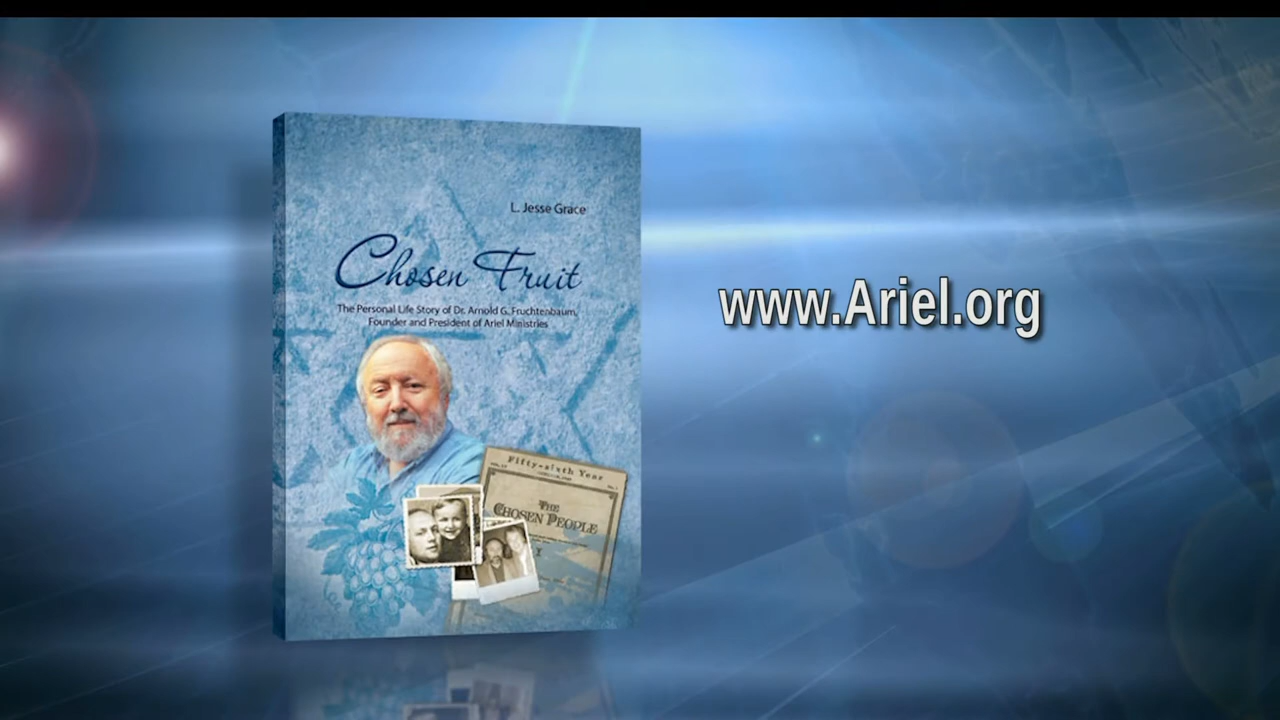 L. Jesse Grace
Chosen Fruit
The Personal Life Story of Dr. Arnold G. Fruchtenbaum,
Founder and President of Ariel Ministries
Fifty-sixth Year
THE
CHOSEN PEOPLE
www.Ariel.org